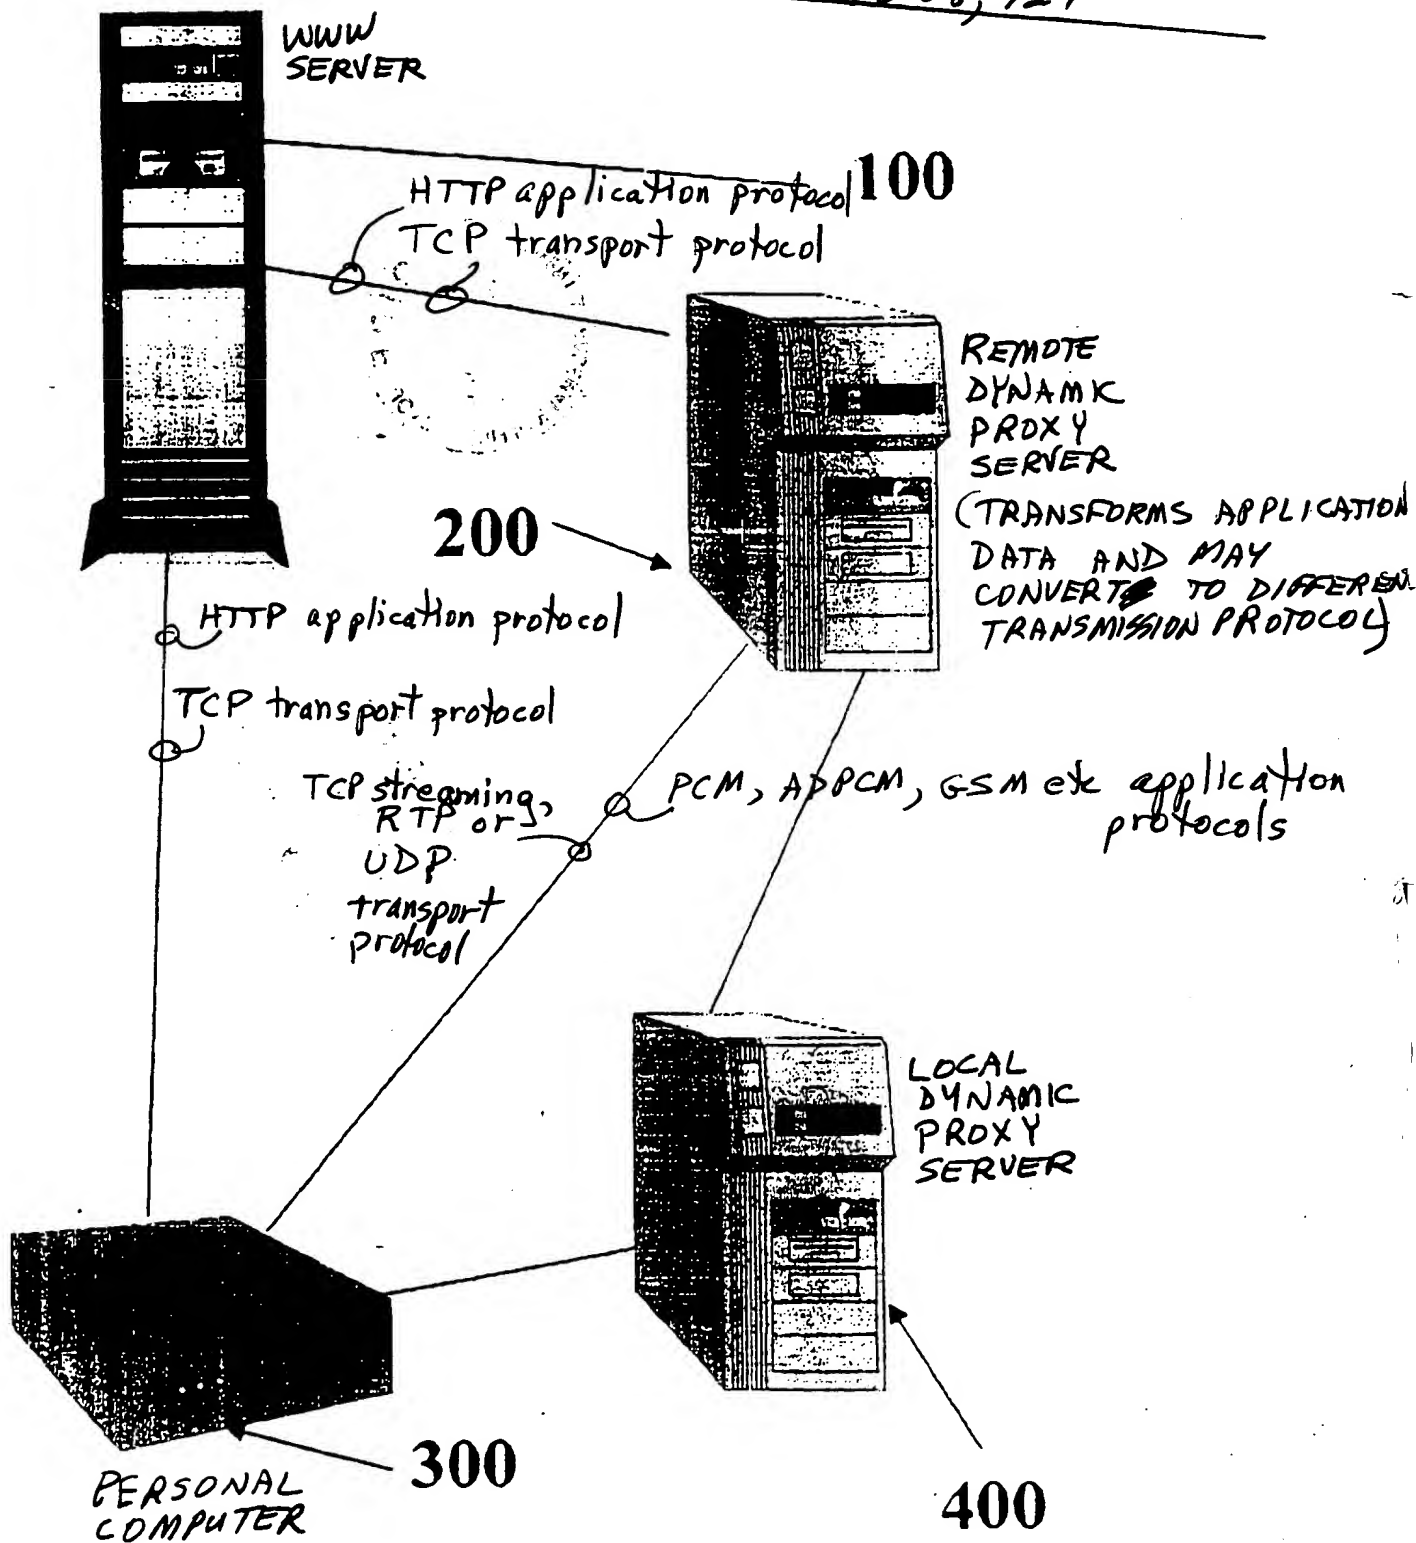 WWW
SERVER
100
HTTP application protocol
TCP transport protocol
REMOTE
DYNAMIC
PROXY
SERVER
(TRANSFORMS APPLICATION
DATA AND MAY
CONVERT TO DIFFEREN
TRANSMISSION PROTOCOL)
200
HTTP application protocol
TCP transport protocol
TCP streaming,
RTP or
UDP
transport
protocol
PCM, ADPCM, GSM etc application
protocols
LOCAL
DYNAMIC
PROXY
SERVER
300
PERSONAL
COMPUTER
400